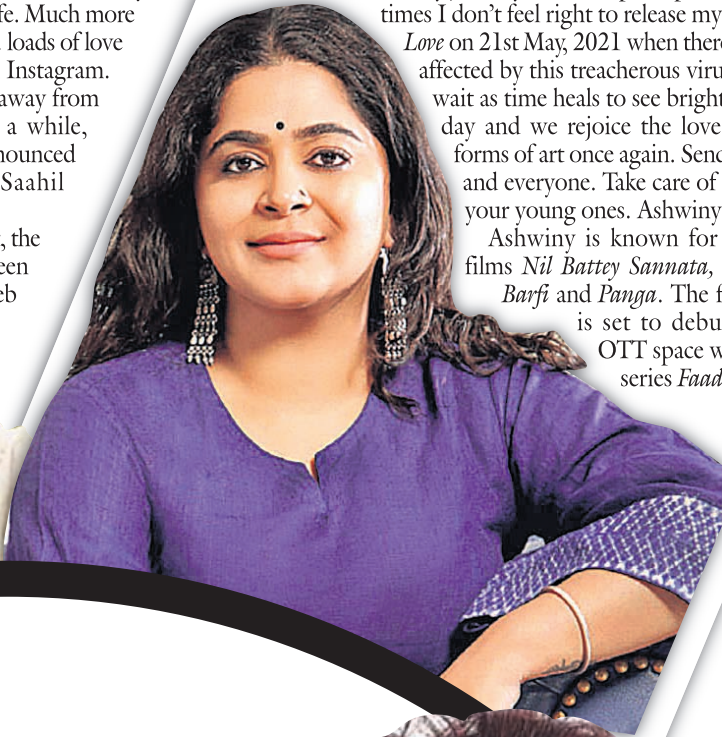 fe. Much more
loads of love
Instagram.
away from
a while,
nounced
Saahil
, the
een
eb
times I don't feel right to release my
Love on 21st May, 2021 when there
affected by this treacherous viru
wait as time heals to see bright
day and we rejoice the love
forms of art once again. Send
and everyone. Take care of
your young ones. Ashwiny
Ashwiny is known for
films Nil Battey Sannata,
Barfi and Panga. The f
is set to debu
OTT space w
series Faad